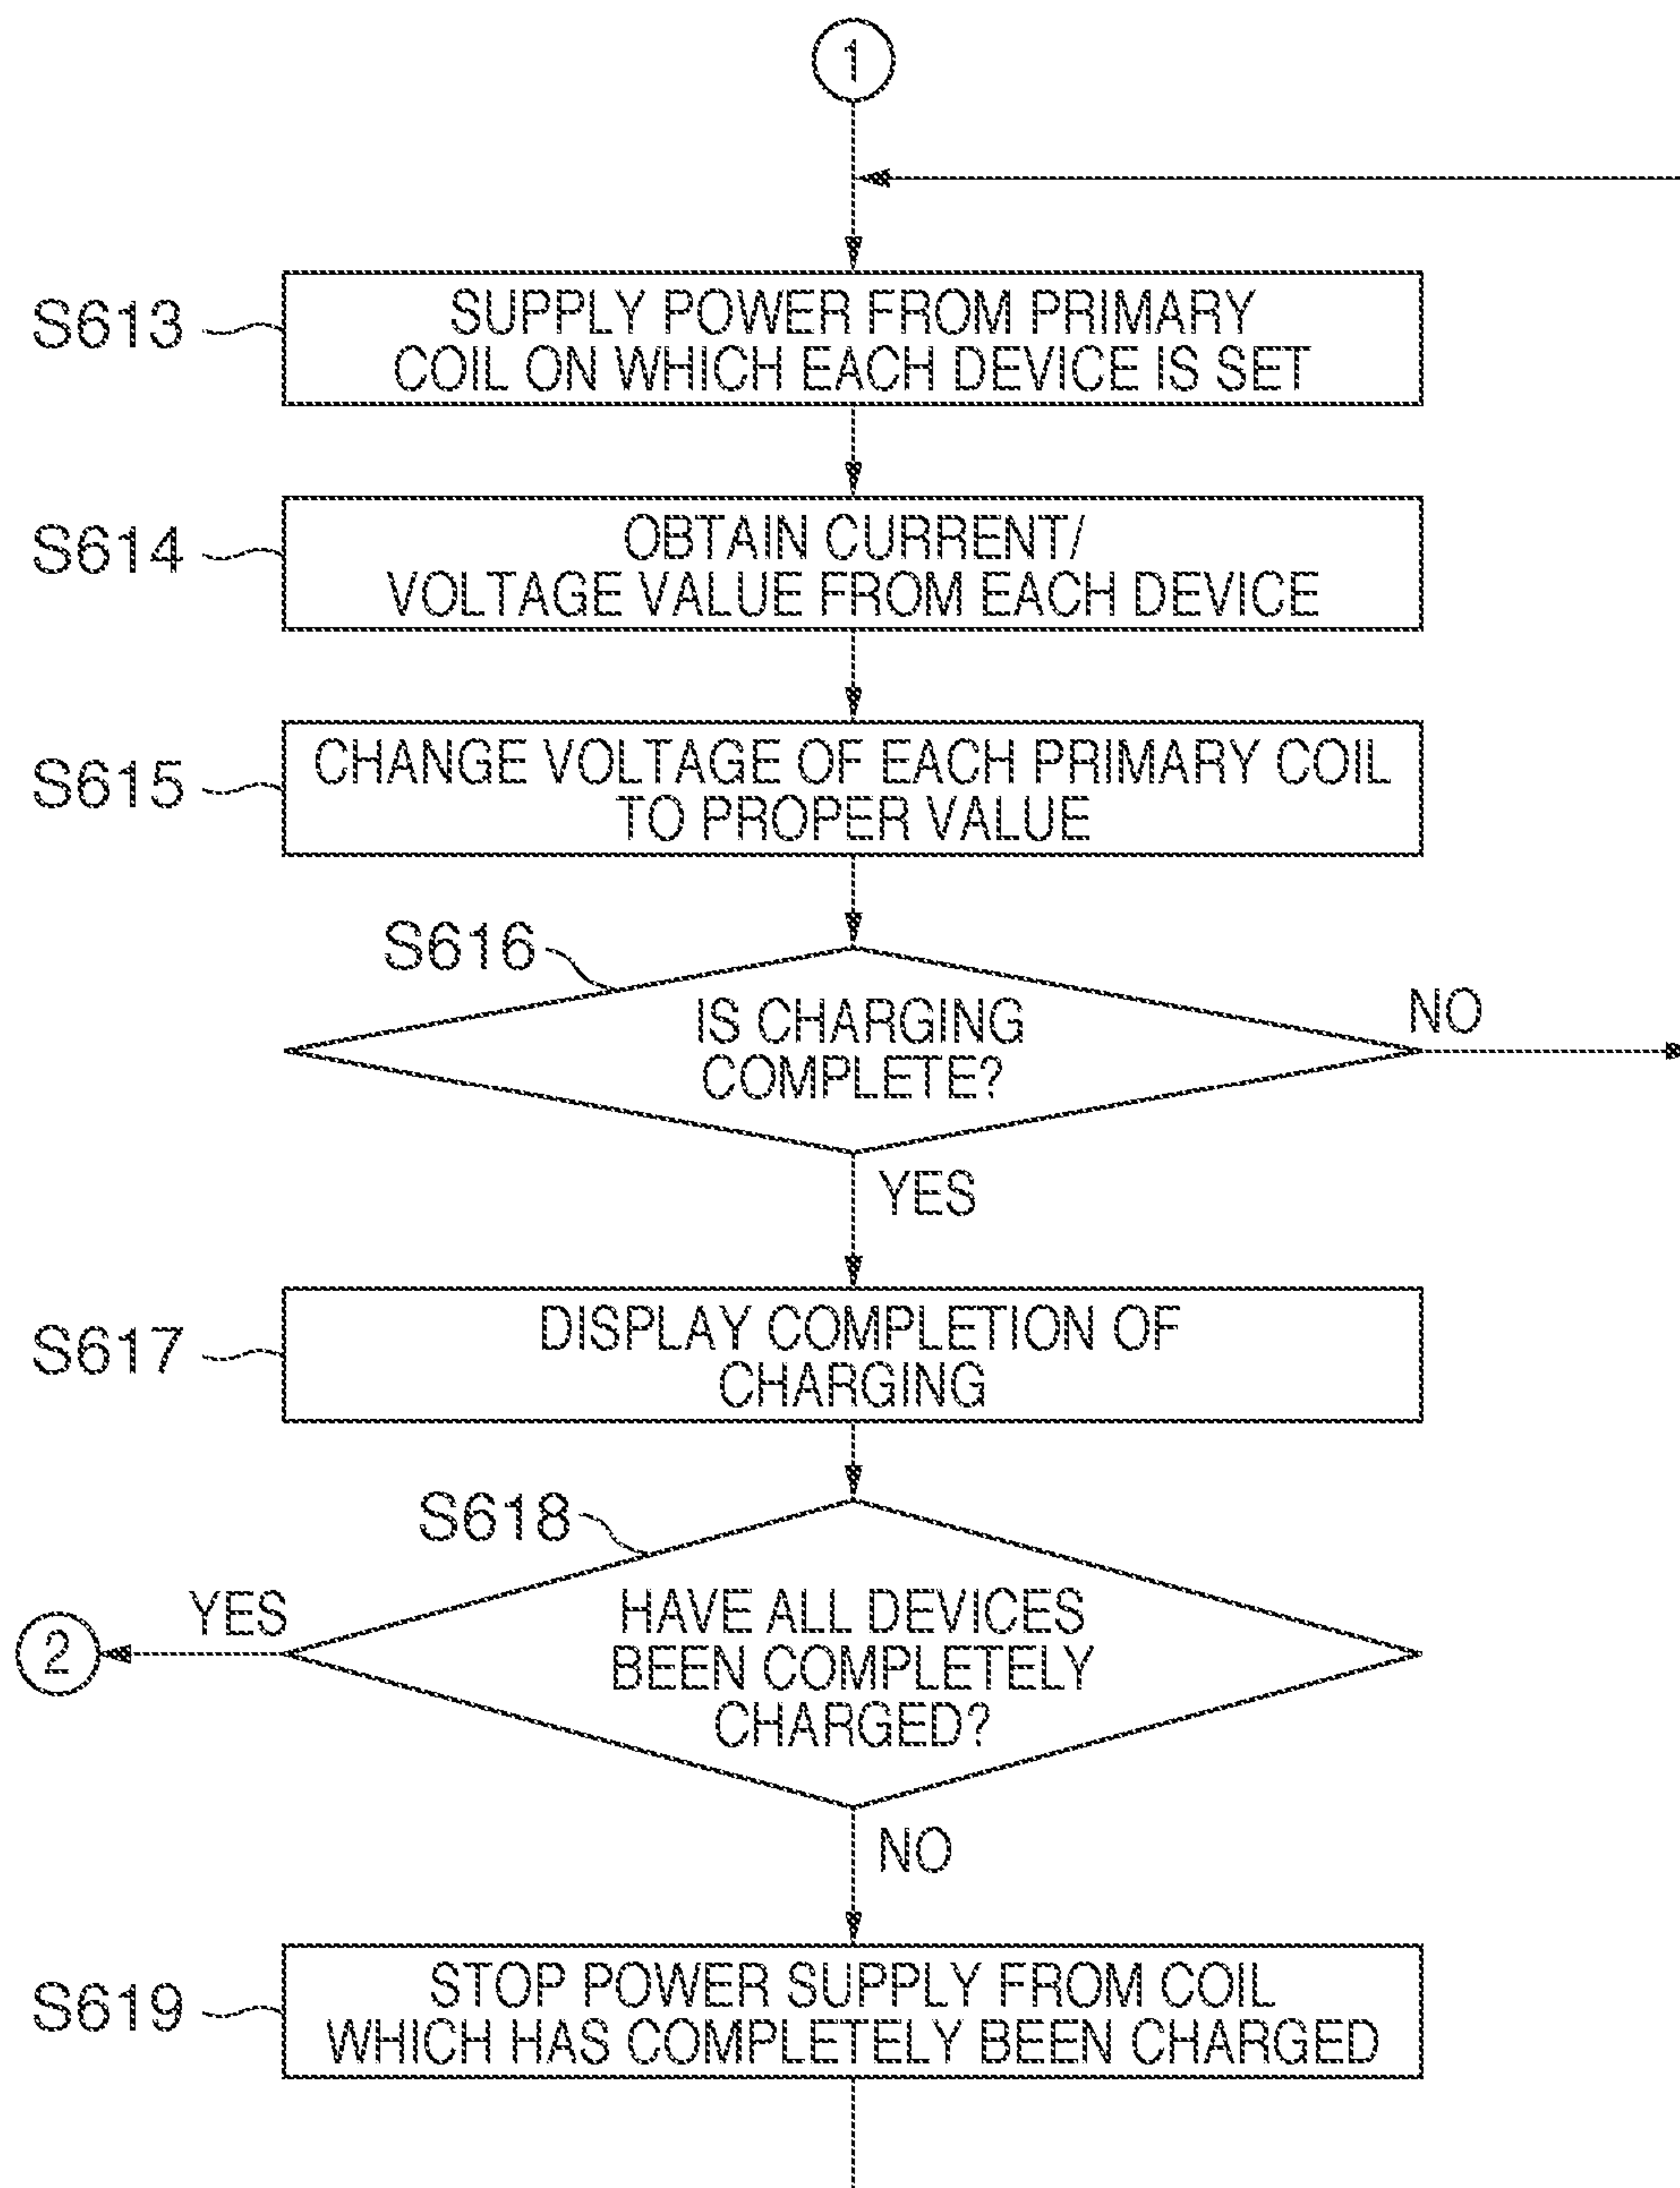 1
S613
SUPPLY POWER FROM PRIMARY
COIL ON WHICH EACH DEVICE IS SET
S614
OBTAIN CURRENT/
VOLTAGE VALUE FROM EACH DEVICE
S615
CHANGE VOLTAGE OF EACH PRIMARY COIL
TO PROPER VALUE
S616
IS CHARGING
COMPLETE?
NO
YES
S617
DISPLAY COMPLETION OF
CHARGING
S618
HAVE ALL DEVICES
BEEN COMPLETELY
CHARGED?
YES
2
NO
S619
STOP POWER SUPPLY FROM COIL
WHICH HAS COMPLETELY BEEN CHARGED